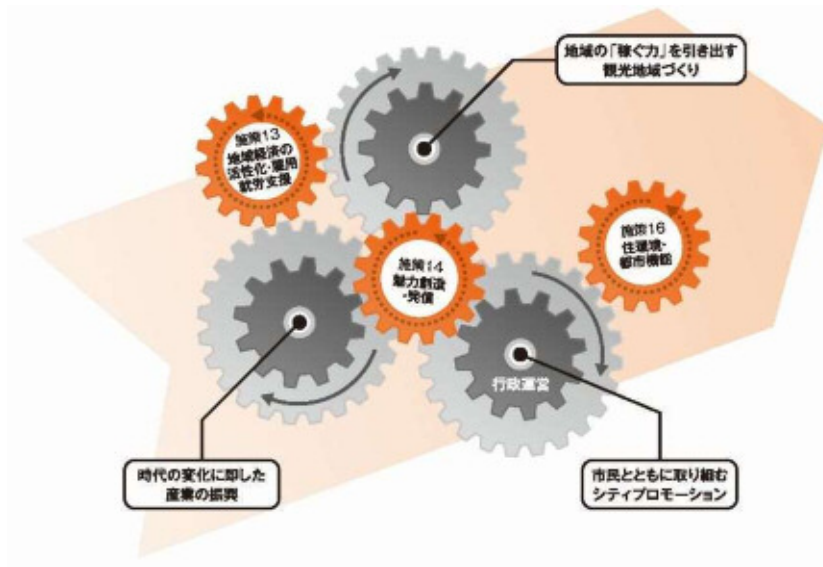 地域の「稼ぐ力」を引き出す
観光地域づくり
施策13
地域経済の
活性化・雇用
就労支援
施策16
住環境・
都市機能
施策14
魅力創造
・発信
行政運営
時代の変化に即した
産業の振興
市民とともに取り組む
シティプロモーション